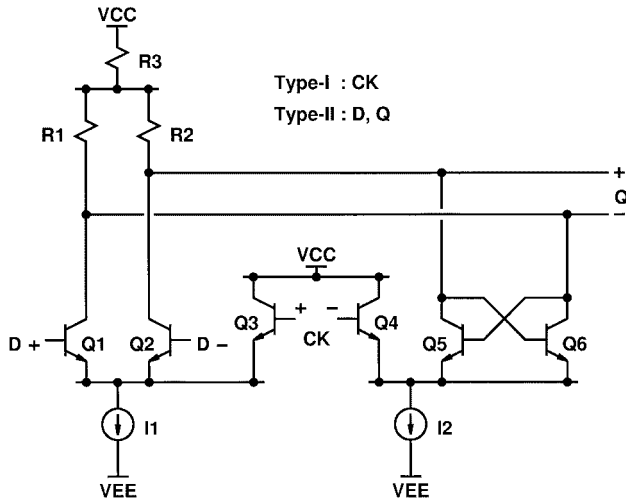 VCC
R3
Type-I : CK
Type-II : D, Q
R1
R2
+
Q
–
VCC
D +
Q1
Q2
D –
Q3
+
–
CK
Q4
Q5
Q6
I1
I2
VEE
VEE